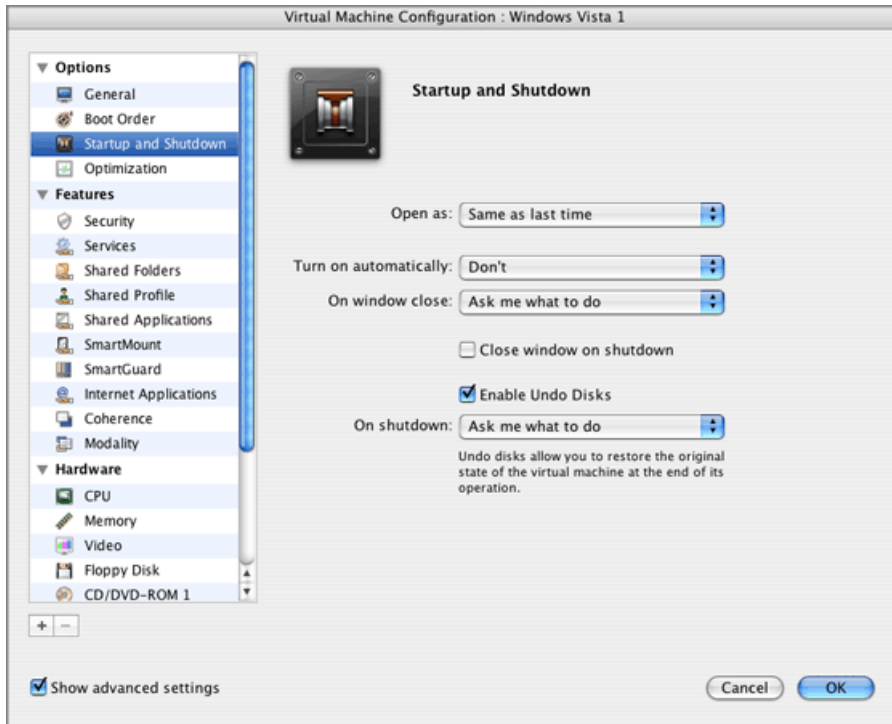 Virtual Machine Configuration : Windows Vista 1
Options
General
Boot Order
Startup and Shutdown
Optimization
Features
Security
Services
Shared Folders
Shared Profile
Shared Applications
SmartMount
SmartGuard
Internet Applications
Coherence
Modality
Hardware
CPU
Memory
Video
Floppy Disk
CD/DVD-ROM 1
+ −
Show advanced settings
Startup and Shutdown
Open as: Same as last time
Turn on automatically: Don't
On window close: Ask me what to do
Close window on shutdown
Enable Undo Disks
On shutdown: Ask me what to do
Undo disks allow you to restore the original
state of the virtual machine at the end of its
operation.
Cancel OK